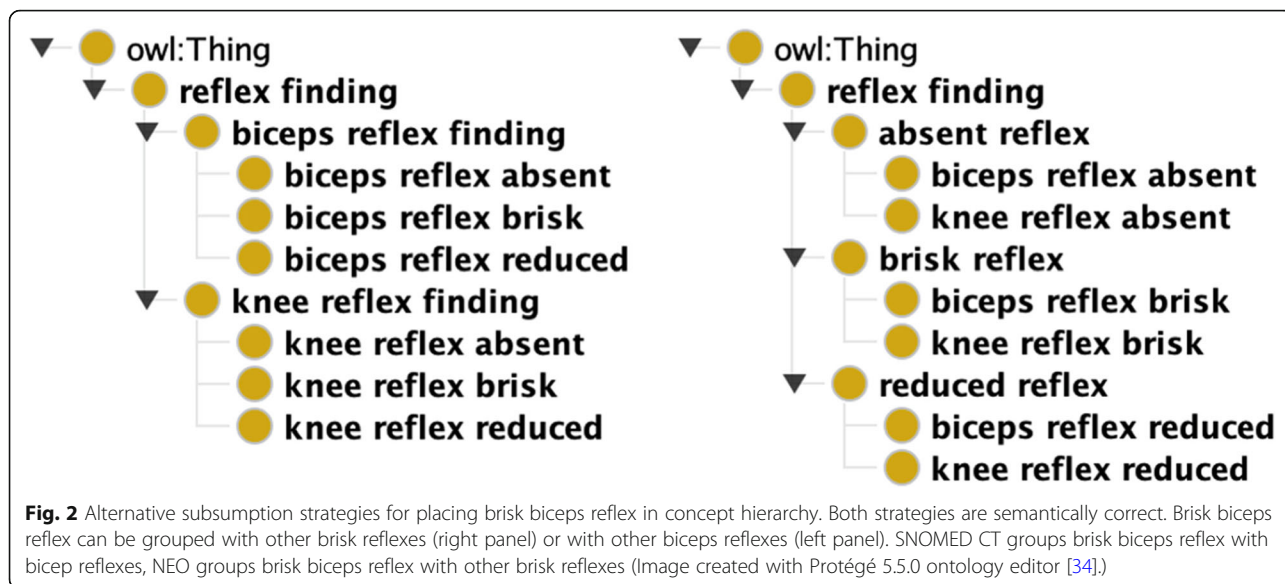 owl:Thing
reflex finding
biceps reflex finding
biceps reflex absent
biceps reflex brisk
biceps reflex reduced
knee reflex finding
knee reflex absent
knee reflex brisk
knee reflex reduced
owl:Thing
reflex finding
absent reflex
biceps reflex absent
knee reflex absent
brisk reflex
biceps reflex brisk
knee reflex brisk
reduced reflex
biceps reflex reduced
knee reflex reduced
Fig. 2 Alternative subsumption strategies for placing brisk biceps reflex in concept hierarchy. Both strategies are semantically correct. Brisk biceps
reflex can be grouped with other brisk reflexes (right panel) or with other biceps reflexes (left panel). SNOMED CT groups brisk biceps reflex with
bicep reflexes, NEO groups brisk biceps reflex with other brisk reflexes (Image created with Protégé 5.5.0 ontology editor [34].)